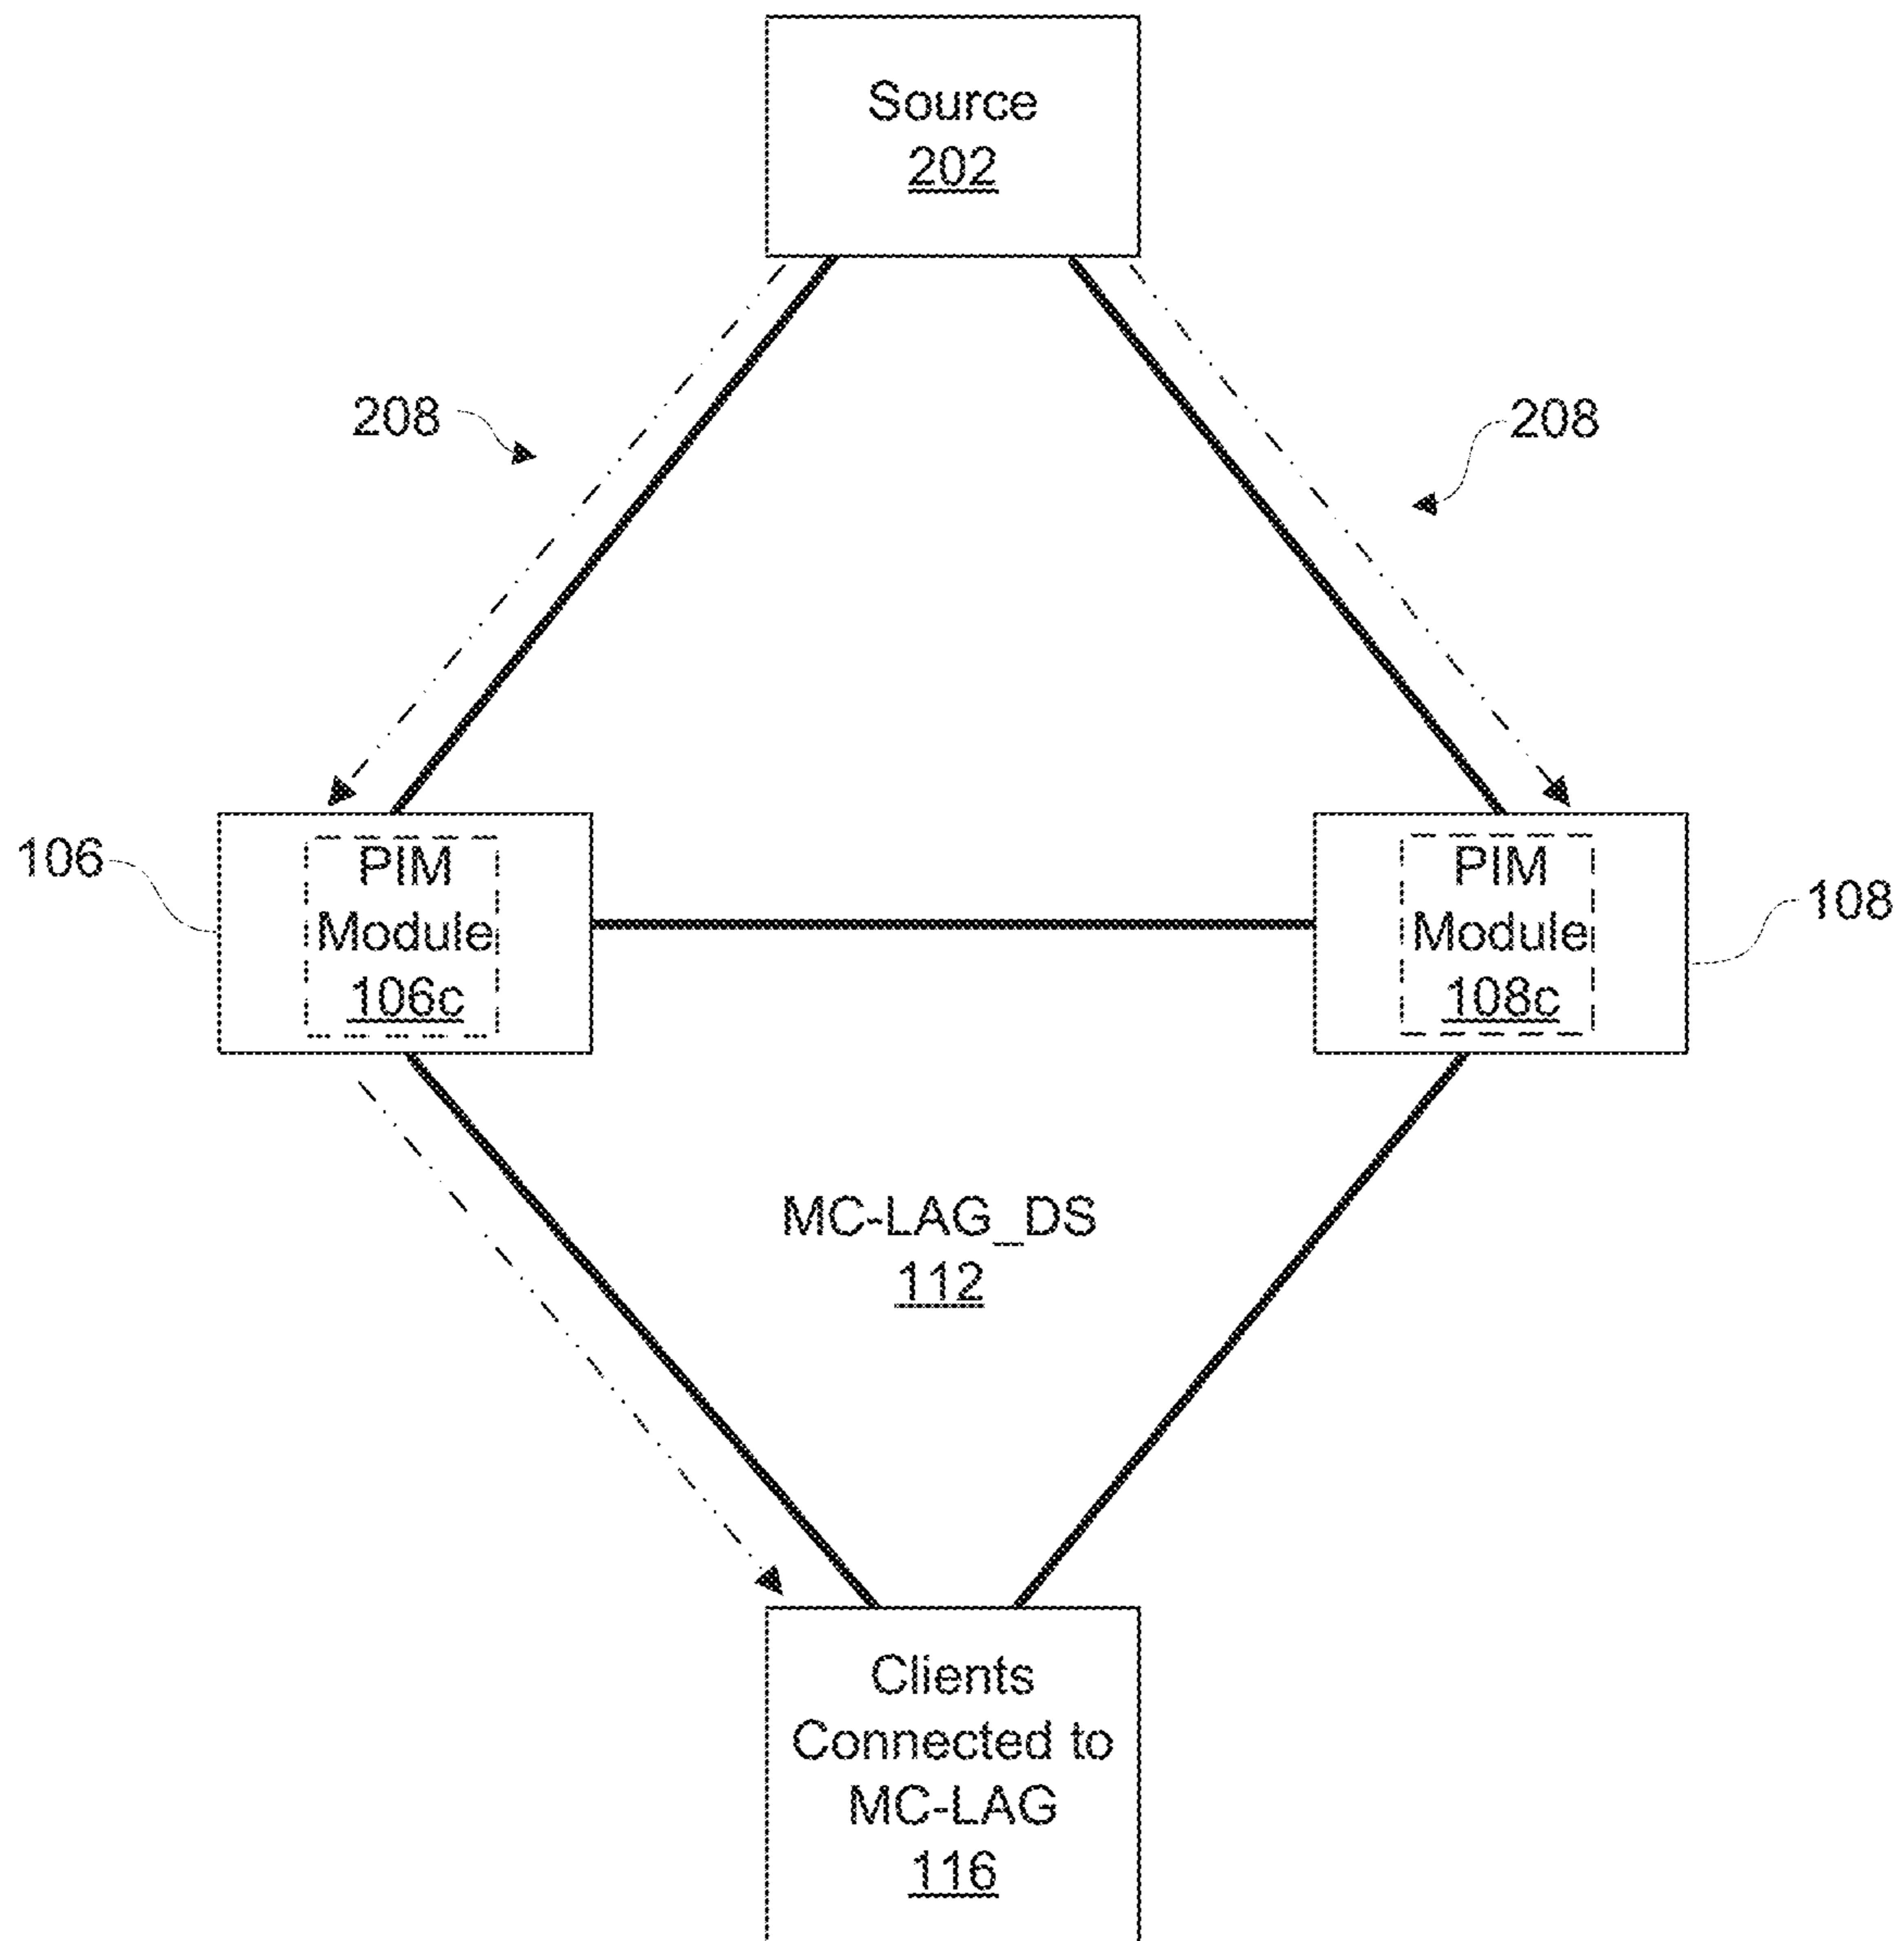 Source
202
208
208
106
PIM
Module
106c
PIM
Module
108c
108
MC-LAG_DS
112
Clients
Connected to
MC-LAG
116